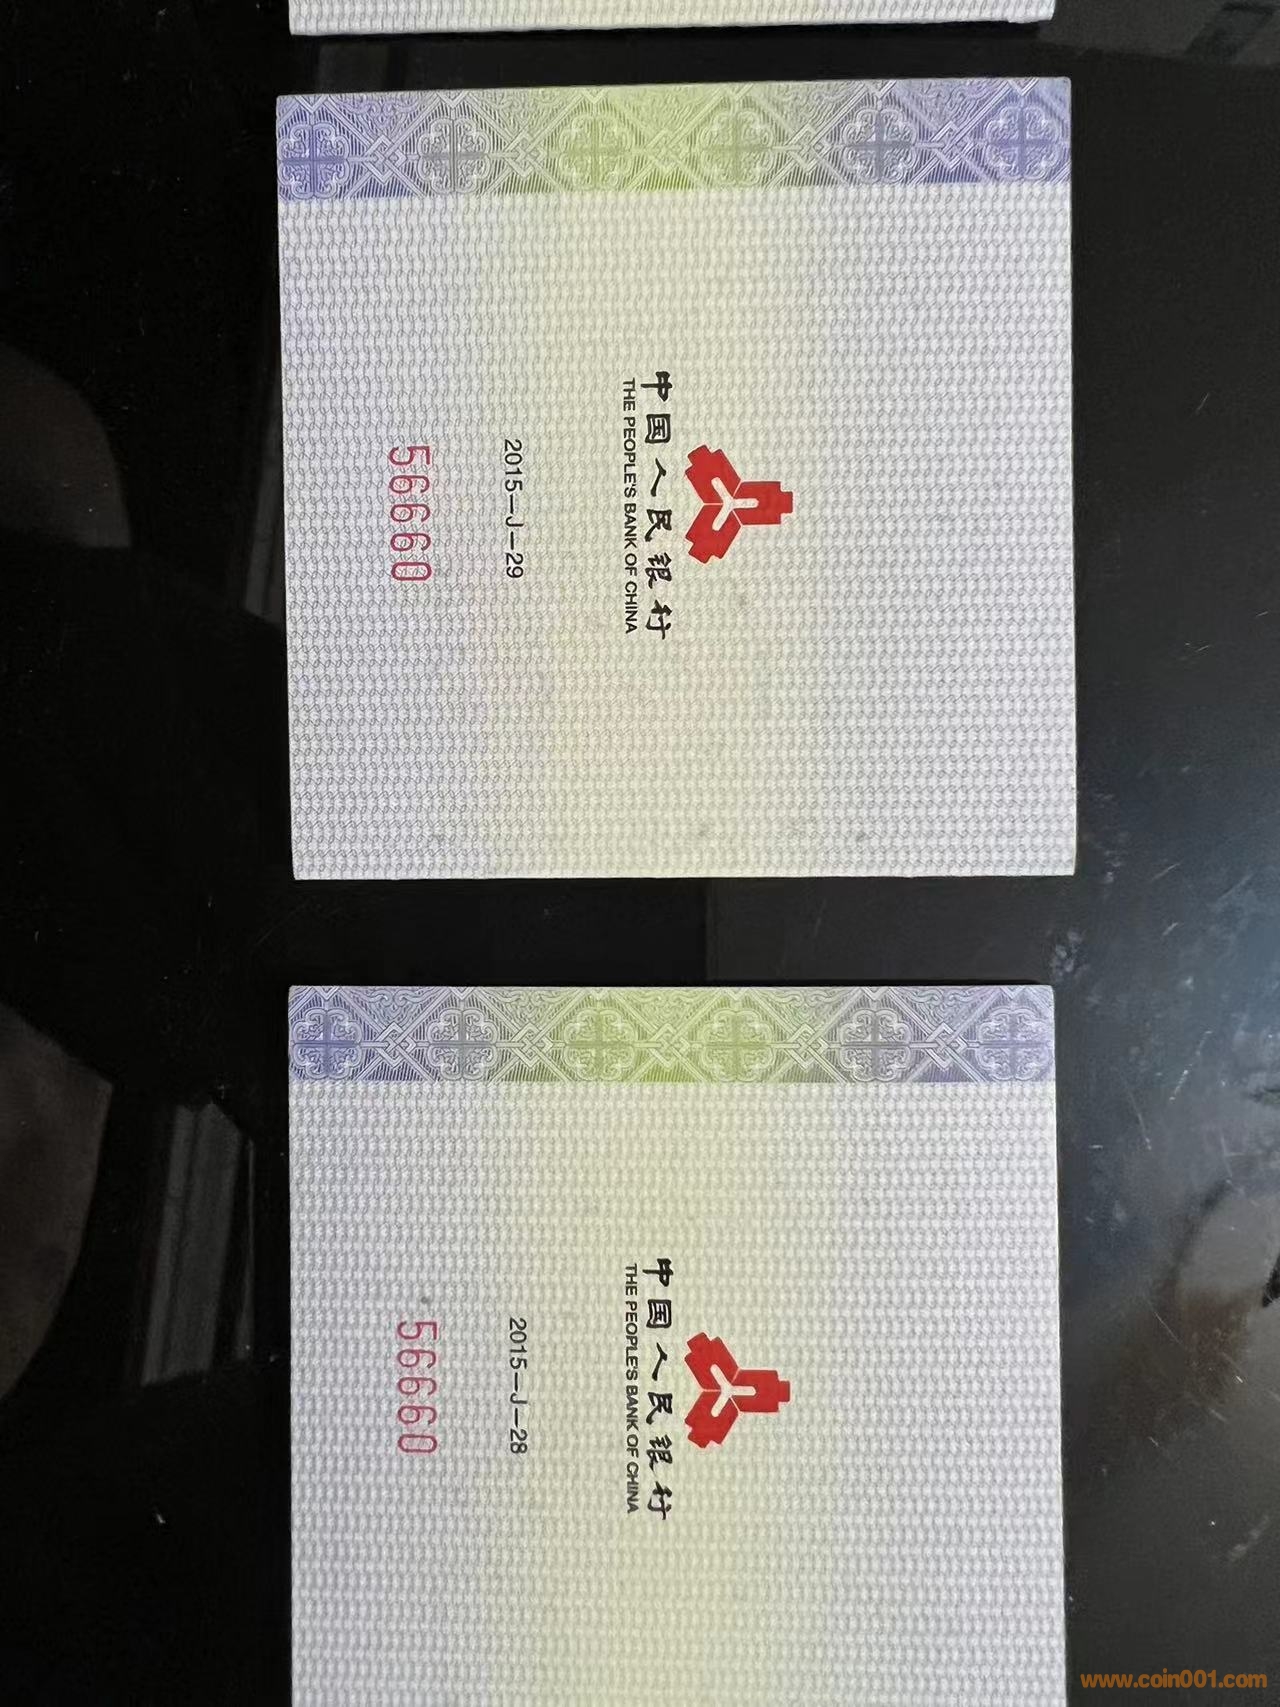 中国人民银行
THE PEOPLE'S BANK OF CHINA
2015—J—29
56660
中国人民银行
THE PEOPLE'S BANK OF CHINA
2015—J—28
56660
www.coin001.com